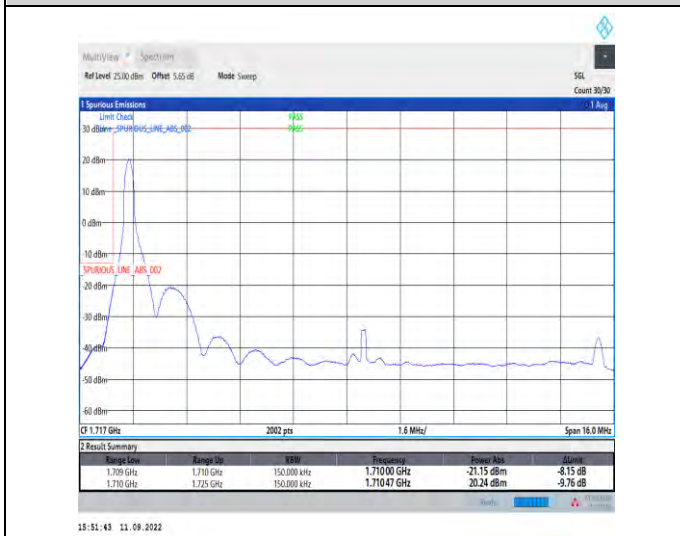 MultiView Spectrum
Ref Level 25.00 dBm Offset 5.65 dB Mode Sweep SGL
Count 30/30
1 Spurious Emissions 1 Avg
Limit Check PASS
30 dBm Line _SPURIOUS_LINE_ABS_002 PASS
20 dBm
10 dBm
0 dBm
-10 dBm
SPURIOUS_LINE_ABS_002
-20 dBm
-30 dBm
-40 dBm
-50 dBm
-60 dBm
CF 1.717 GHz 2002 pts 1.6 MHz/ Span 16.0 MHz
2 Result Summary
Range Low Range Up RBW Frequency Power Abs ΔLimit
1.709 GHz 1.710 GHz 150.000 kHz 1.71000 GHz -21.15 dBm -8.15 dB
1.710 GHz 1.725 GHz 150.000 kHz 1.71047 GHz 20.24 dBm -9.76 dB
Ready
15:51:43 11.09.2022